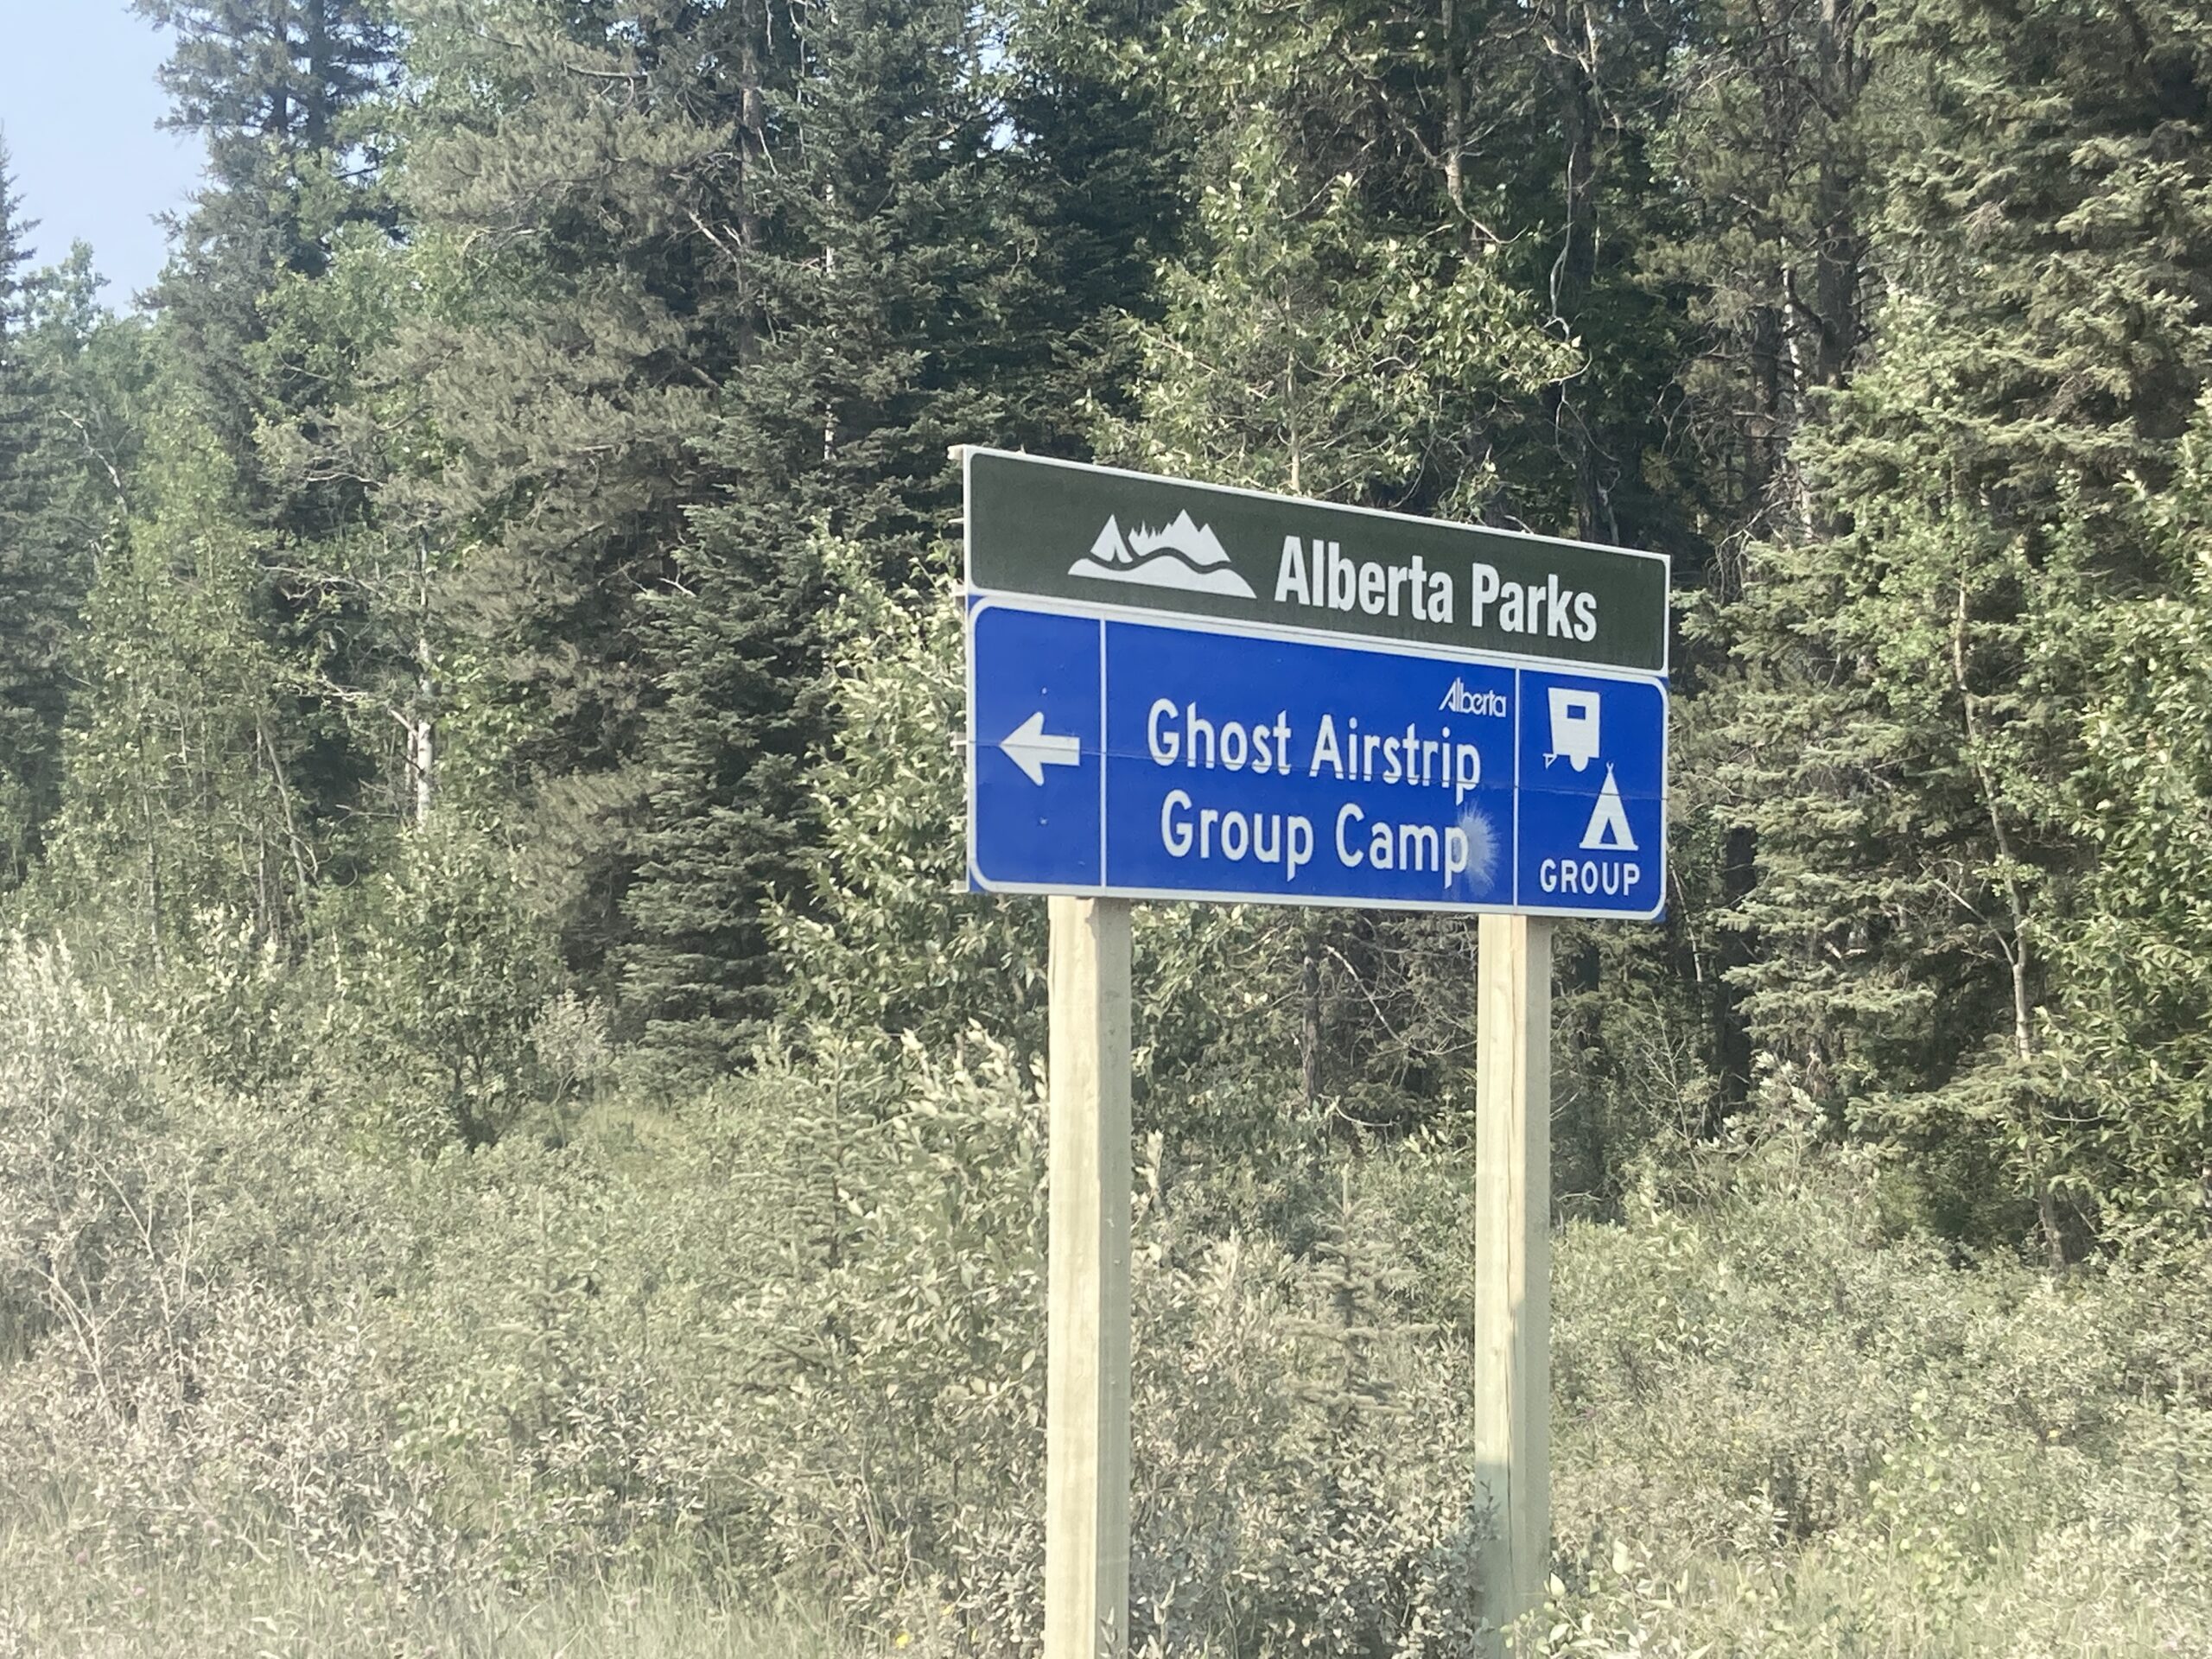 Alberta Parks
Alberta
Ghost Airstrip
Group Camp
GROUP